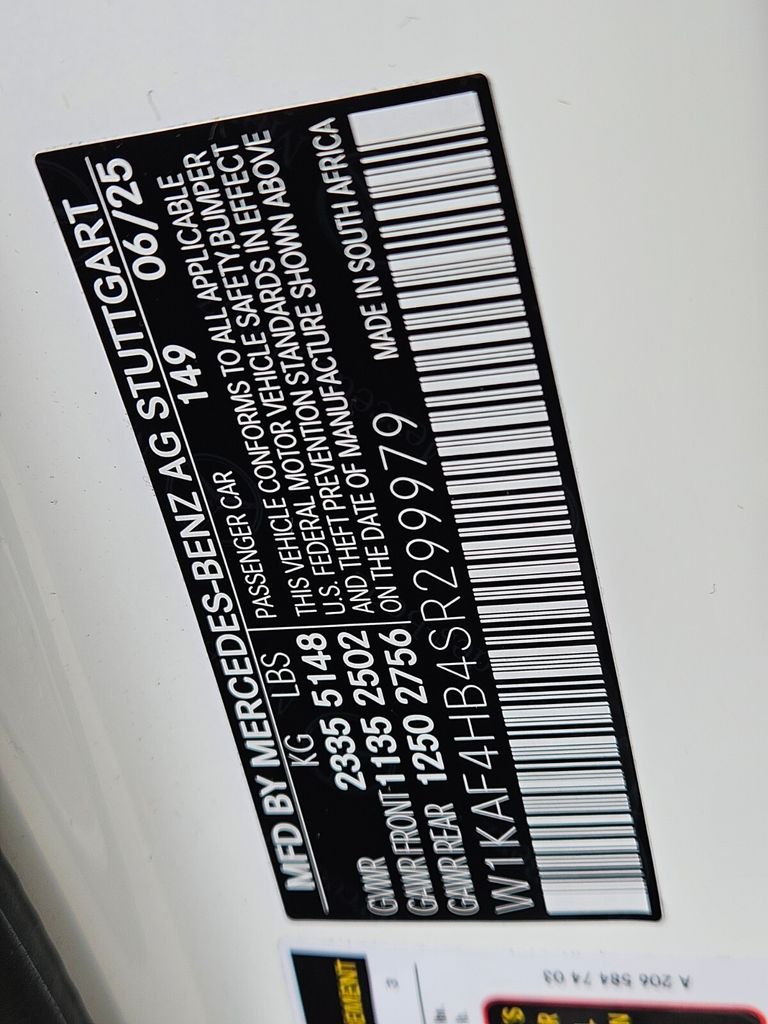 MFD BY MERCEDES-BENZ AG STUTTGART
149 06/25
KG LBS
GVWR 2335 5148
GAWR FRONT 1135 2502
GAWR REAR 1250 2756
PASSENGER CAR
THIS VEHICLE CONFORMS TO ALL APPLICABLE
U.S. FEDERAL MOTOR VEHICLE SAFETY, BUMPER
AND THEFT PREVENTION STANDARDS IN EFFECT
ON THE DATE OF MANUFACTURE SHOWN ABOVE
MADE IN SOUTH AFRICA
W1KAF4HB4SR299979
A 206 584 74 03